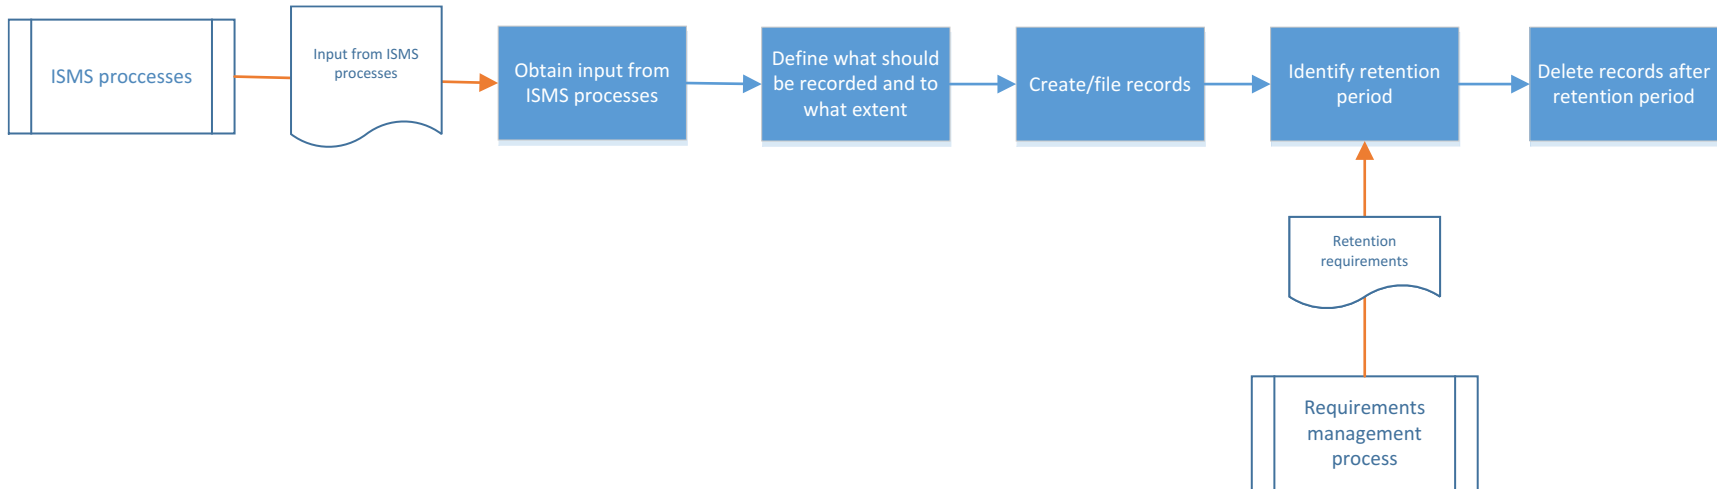 ISMS proccesses
Input from ISMS
processes
Obtain input from
ISMS processes
Define what should
be recorded and to
what extent
Create/file records
Identify retention
period
Delete records after
retention period
Retention
requirements
Requirements
management
process